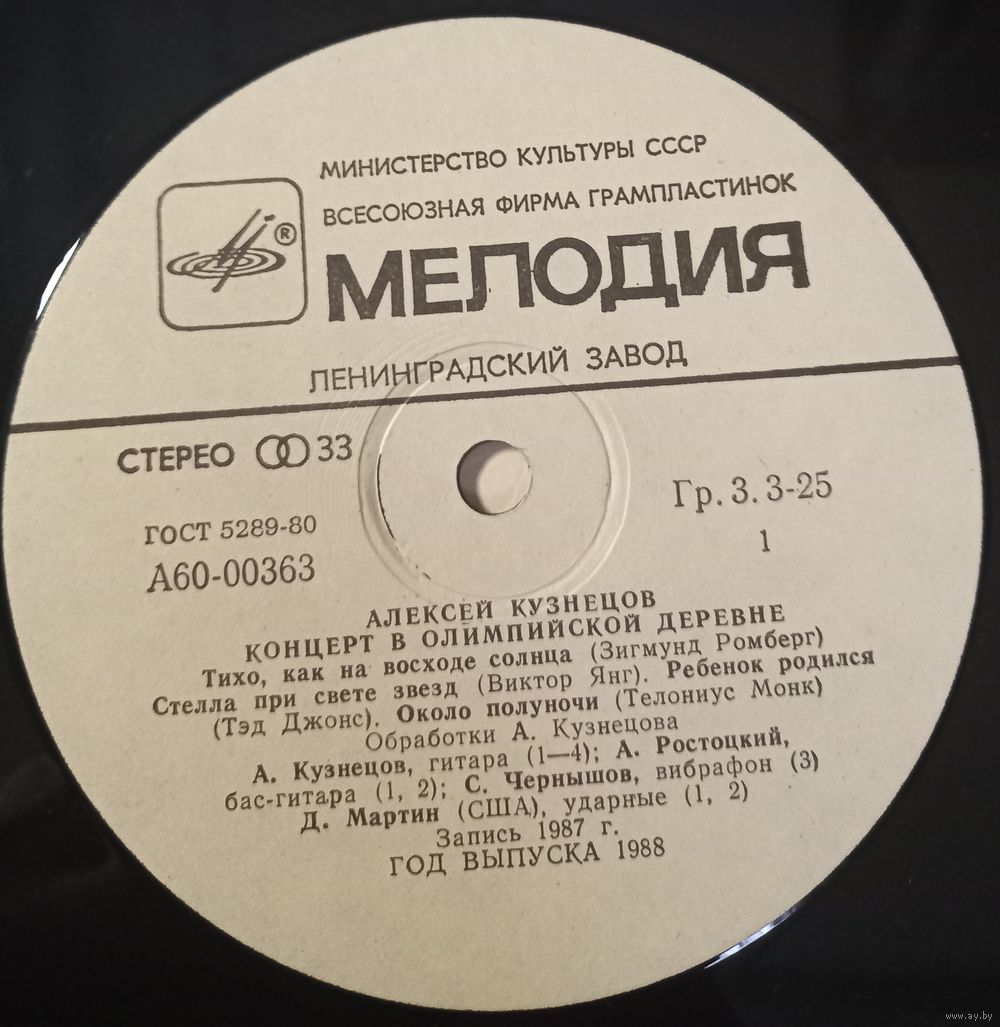 МИНИСТЕРСТВО КУЛЬТУРЫ СССР
ВСЕСОЮЗНАЯ ФИРМА ГРАМПЛАСТИНОК
®
МЕЛОДИЯ
ЛЕНИНГРАДСКИЙ ЗАВОД
СТЕРЕО 33
Гр. 3. 3-25
ГОСТ 5289-80
1
А60-00363
АЛЕКСЕЙ КУЗНЕЦОВ
КОНЦЕРТ В ОЛИМПИЙСКОЙ ДЕРЕВНЕ
Тихо, как на восходе солнца (Зигмунд Ромберг)
Стелла при свете звезд (Виктор Янг). Ребенок родился
(Тэд Джонс). Около полуночи (Телониус Монк)
Обработки А. Кузнецова
А. Кузнецов, гитара (1—4); А. Ростоцкий,
бас-гитара (1, 2); С. Чернышов, вибрафон (3)
Д. Мартин (США), ударные (1, 2)
Запись 1987 г.
ГОД ВЫПУСКА 1988
www.ay.by